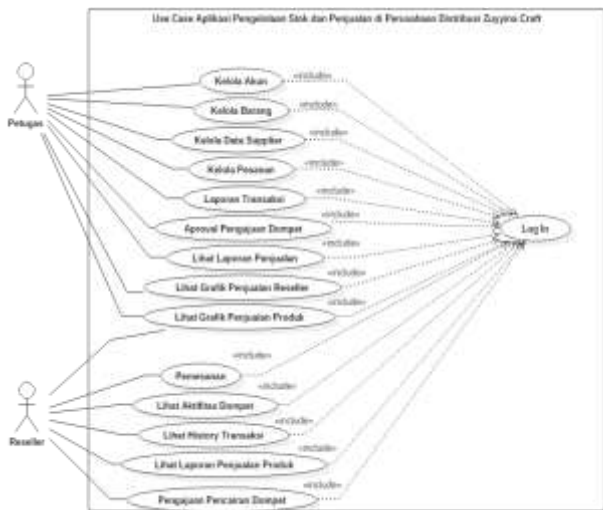 Use Case Aplikasi Pengelolaan Stok dan Penjualan di Perusahaan Distribusi Zuyyina Craft
Kelola Akun
«include»
Kelola Barang
«include»
Petugas
Kelola Data Supplier
«include»
Kelola Pesanan
«include»
Laporan Transaksi
«include»
Aproval Pengajuan Dompet
«include»
Log In
Lihat Laporan Penjualan
«include»
Lihat Grafik Penjualan Reseller
«include»
Lihat Grafik Penjualan Produk
«include»
Pemesanan
«include»
Lihat Aktifitas Dompet
«include»
Lihat History Transaksi
«include»
Reseller
Lihat Laporan Penjualan Produk
«include»
Pengajuan Pencairan Dompet
«include»